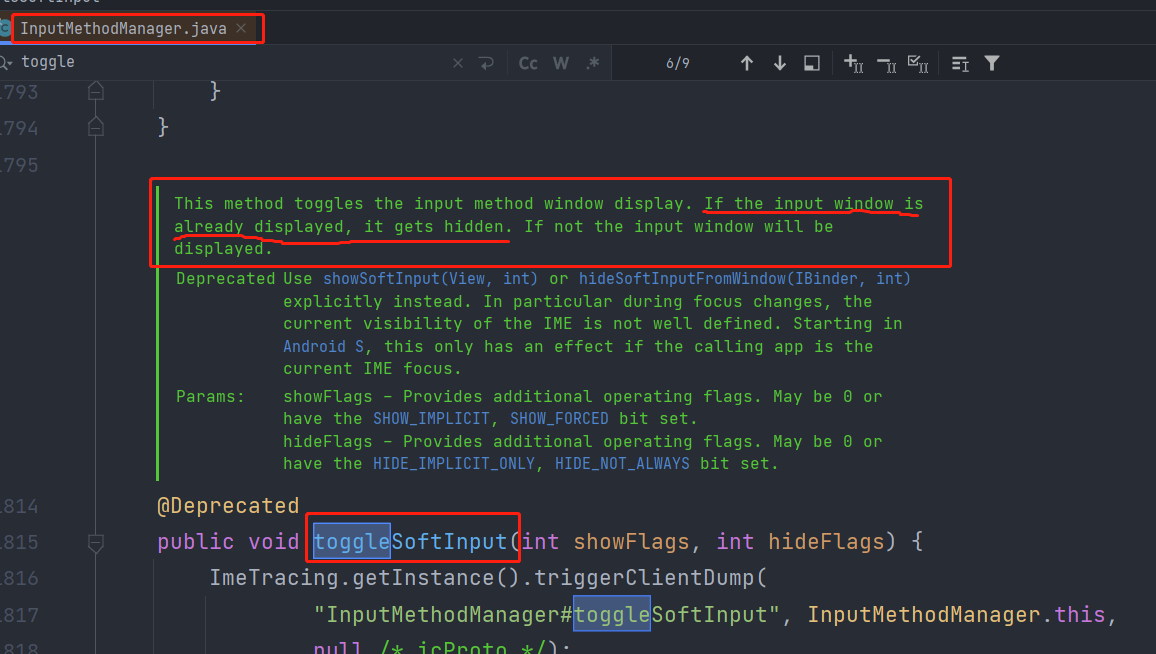 InputMethodManager.java ×
toggle × Cc W .* 6/9
1793 }
1794 }
1795
This method toggles the input method window display. If the input window is
already displayed, it gets hidden. If not the input window will be
displayed.
Deprecated Use showSoftInput(View, int) or hideSoftInputFromWindow(IBinder, int)
explicitly instead. In particular during focus changes, the
current visibility of the IME is not well defined. Starting in
Android S, this only has an effect if the calling app is the
current IME focus.
Params: showFlags – Provides additional operating flags. May be 0 or
have the SHOW_IMPLICIT, SHOW_FORCED bit set.
hideFlags – Provides additional operating flags. May be 0 or
have the HIDE_IMPLICIT_ONLY, HIDE_NOT_ALWAYS bit set.
1814 @Deprecated
1815 public void toggleSoftInput(int showFlags, int hideFlags) {
1816 ImeTracing.getInstance().triggerClientDump(
1817 "InputMethodManager#toggleSoftInput", InputMethodManager.this,
1818 null /* icProto */);